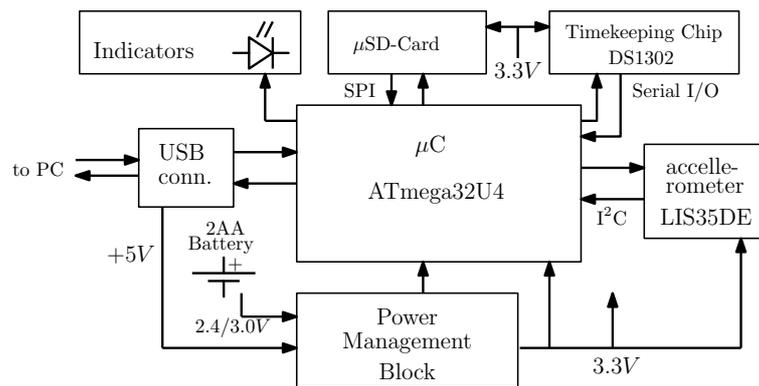 Indicators
μSD-Card
Timekeeping Chip
DS1302
3.3V
SPI
Serial I/O
μC
ATmega32U4
to PC
USB
conn.
accelle-
rometer
LIS35DE
I²C
+5V
2AA
Battery
+
2.4/3.0V
Power
Management
Block
3.3V